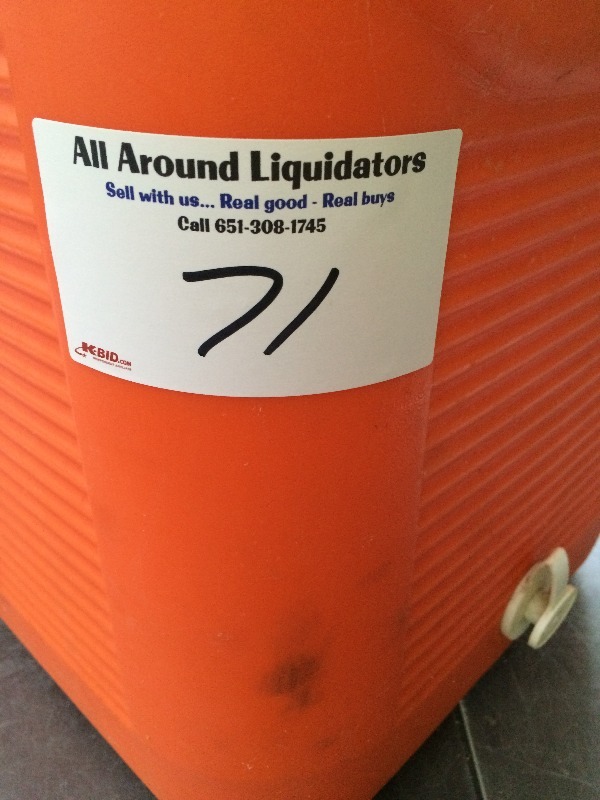 All Around Liquidators
Sell with us... Real good - Real buys
Call 651-308-1745
71
K-BID.COM